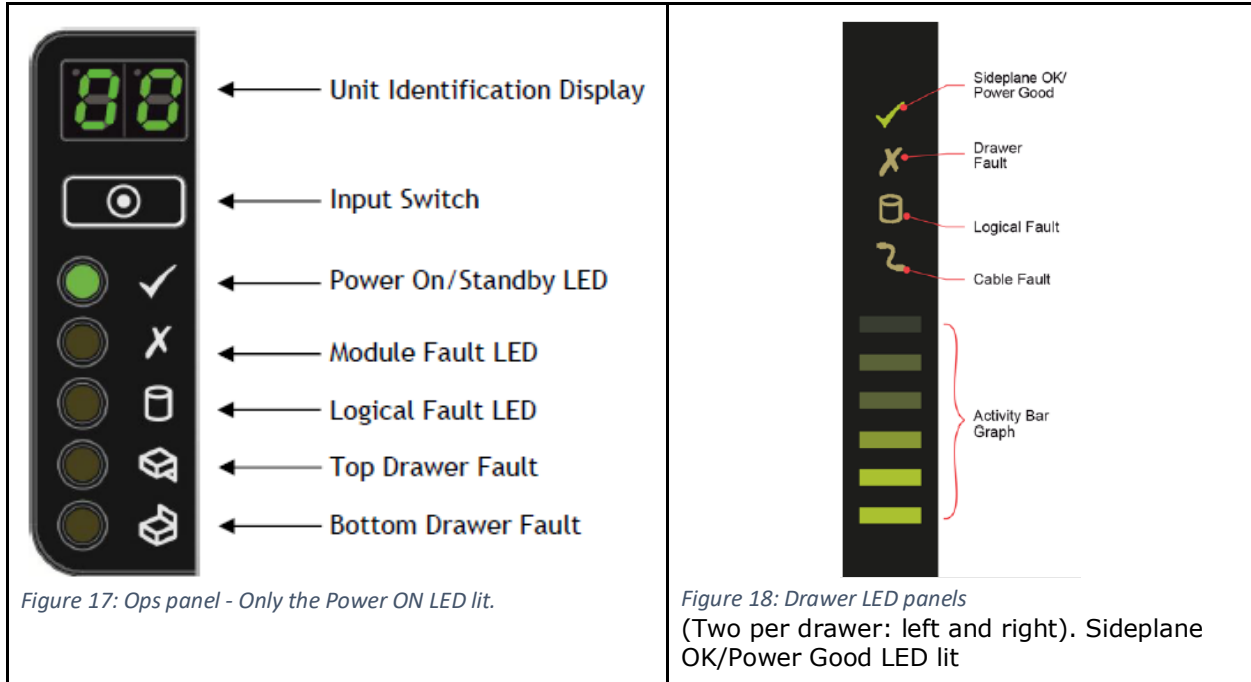 00
Unit Identification Display
Input Switch
Power On/Standby LED
Module Fault LED
Logical Fault LED
Top Drawer Fault
Bottom Drawer Fault
Figure 17: Ops panel - Only the Power ON LED lit.
Sideplane OK/
Power Good
Drawer
Fault
Logical Fault
Cable Fault
Activity Bar
Graph
Figure 18: Drawer LED panels
(Two per drawer: left and right). Sideplane
OK/Power Good LED lit